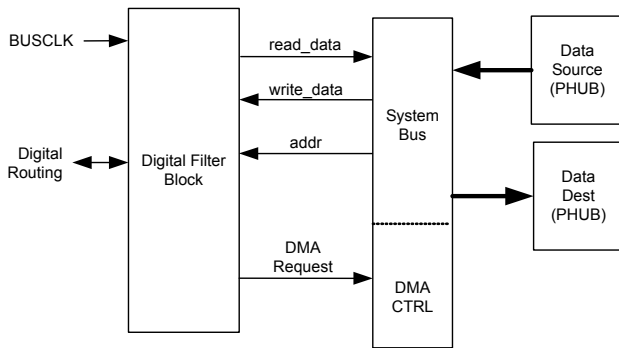 BUSCLK
Digital
Routing
Digital Filter
Block
read_data
write_data
addr
DMA
Request
System
Bus
DMA
CTRL
Data
Source
(PHUB)
Data
Dest
(PHUB)